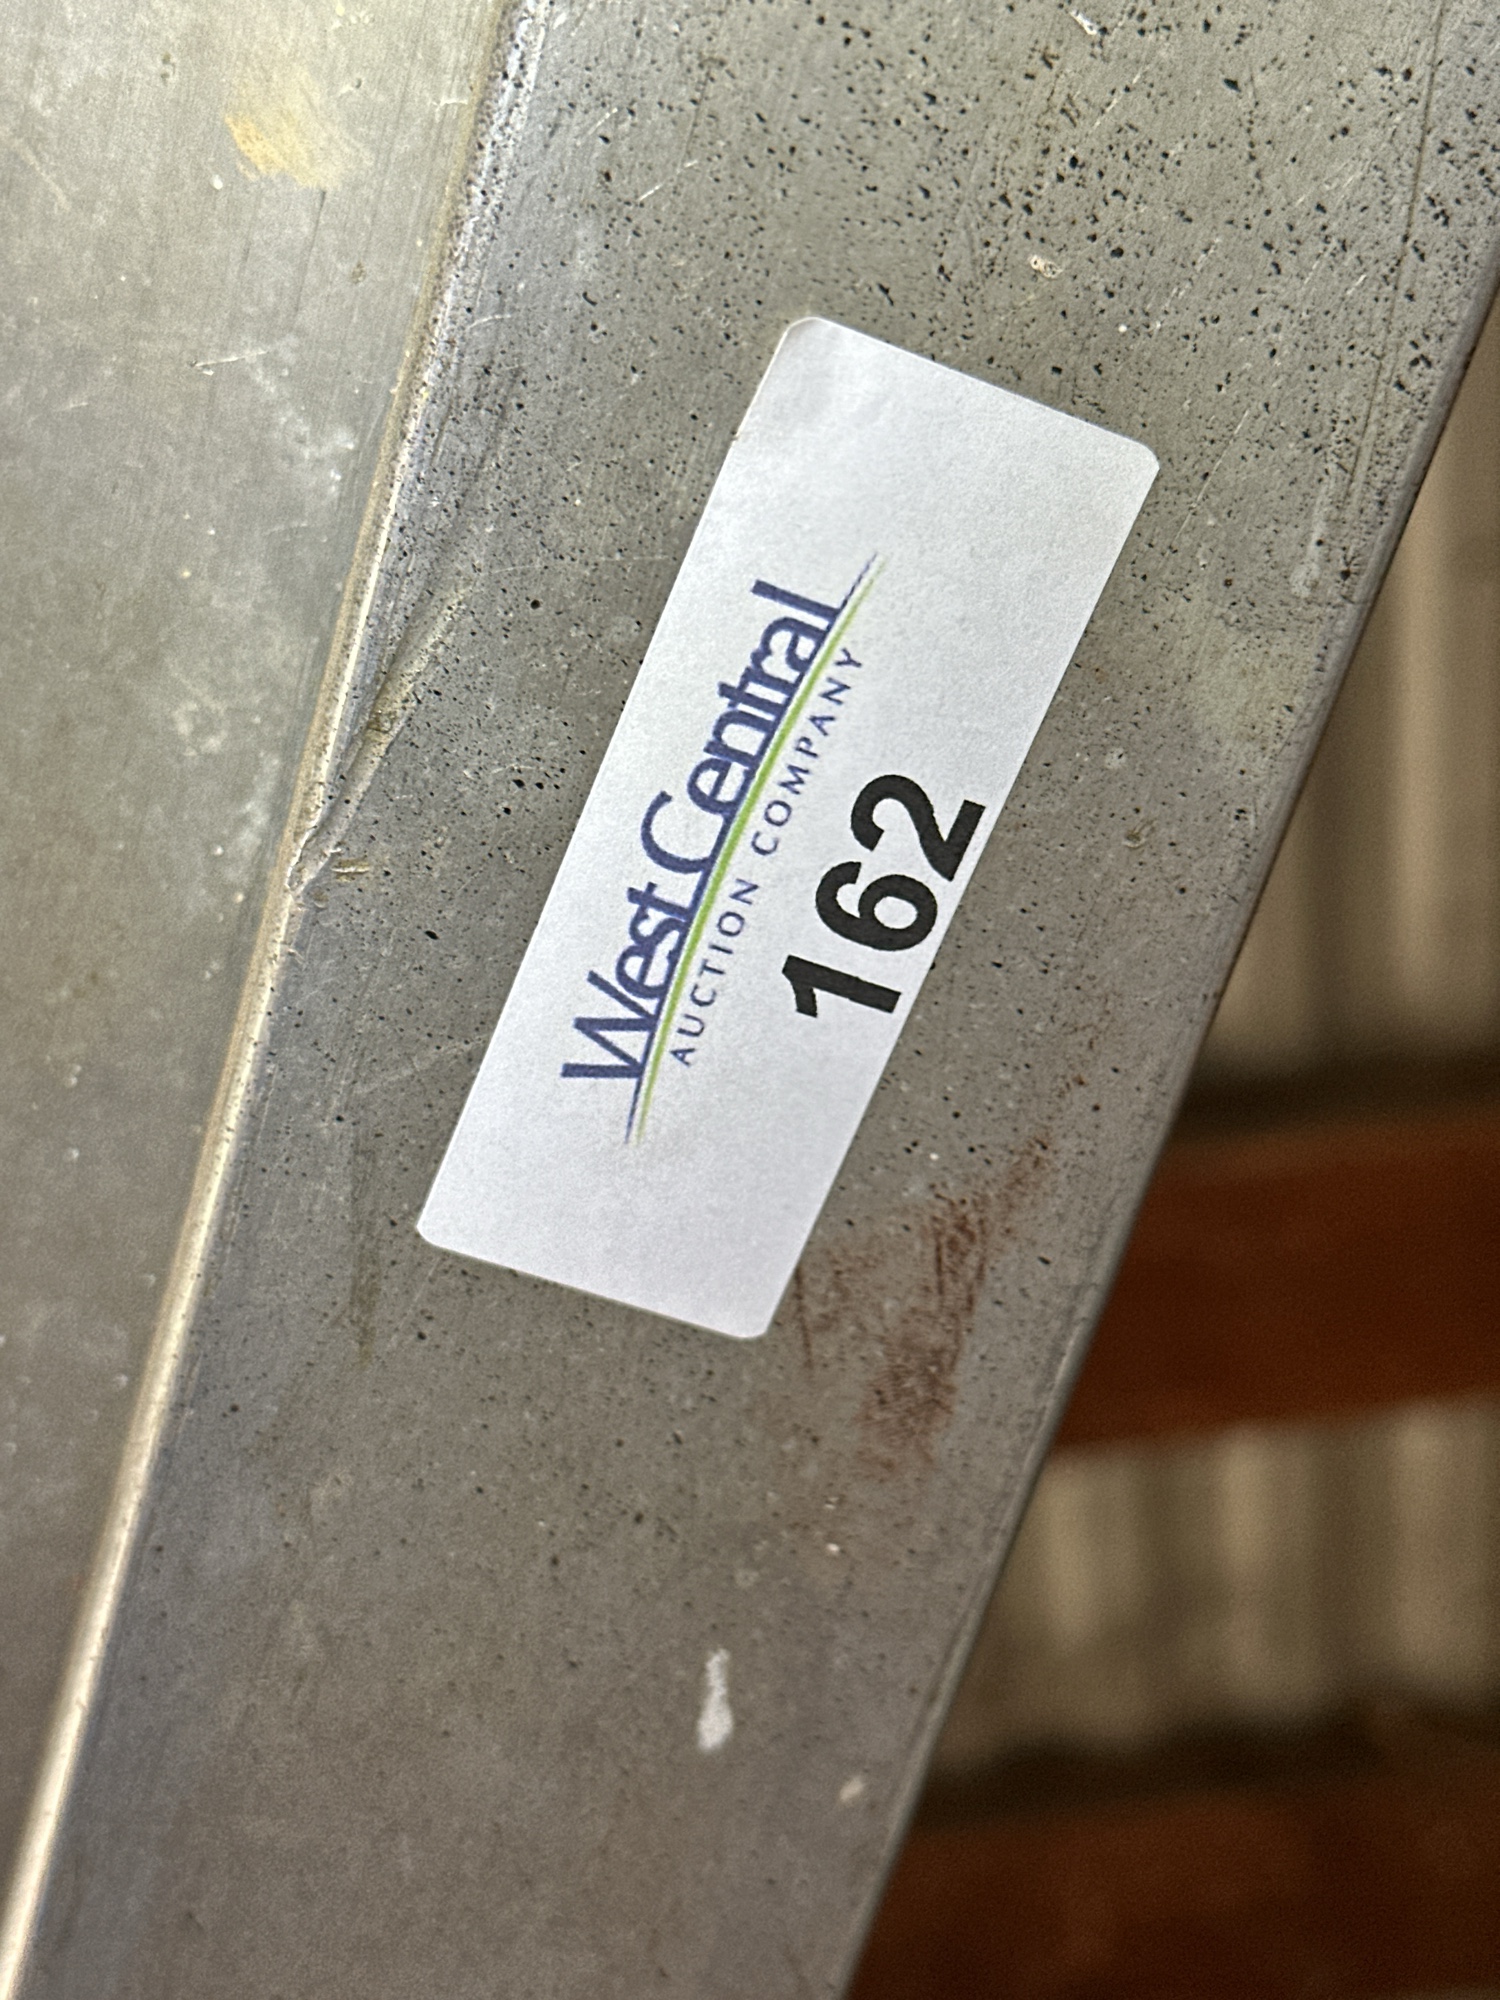 West Central
AUCTION COMPANY
162